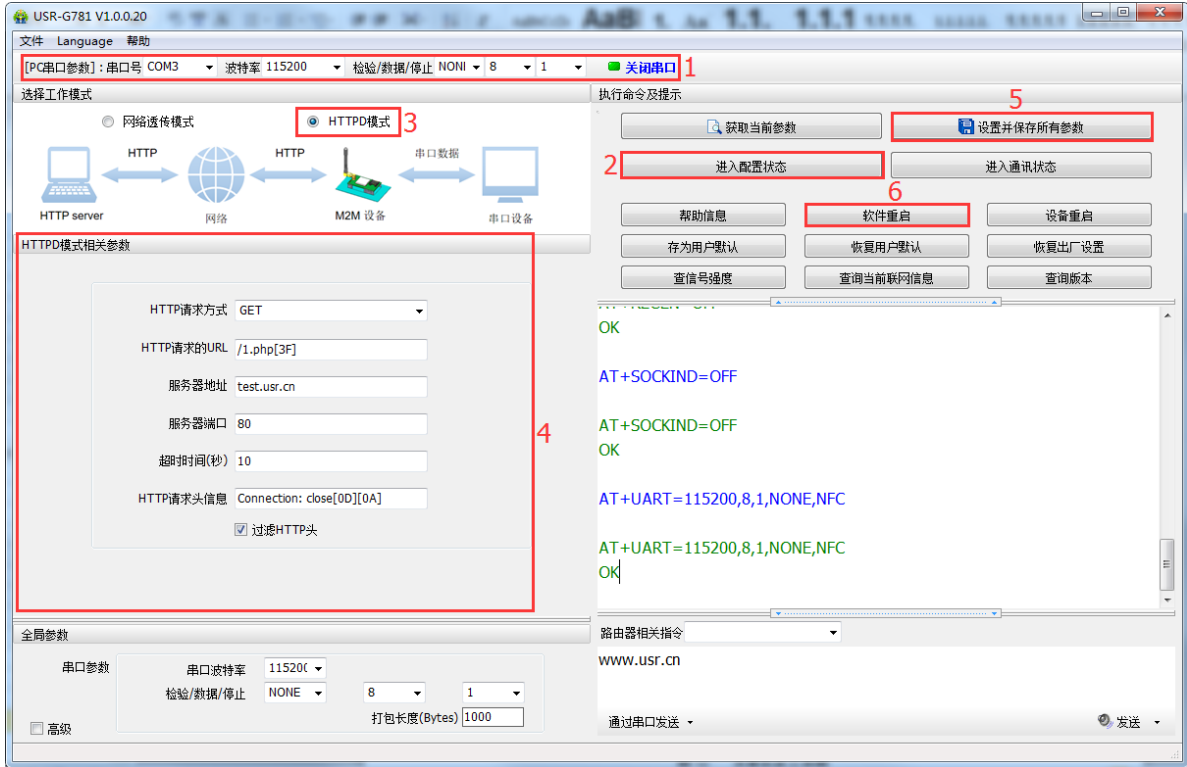 USR-G781 V1.0.0.20
文件 Language 帮助
[PC串口参数]：串口号 COM3 波特率 115200 检验/数据/停止 NONI 8 1 关闭串口 1
选择工作模式
网络透传模式 HTTPD模式 3
HTTP HTTP 串口数据
HTTP server 网络 M2M 设备 串口设备
HTTPD模式相关参数
HTTP请求方式 GET
HTTP请求的URL /1.php[3F]
服务器地址 test.usr.cn
服务器端口 80
4
超时时间(秒) 10
HTTP请求头信息 Connection: close[0D][0A]
过滤HTTP头
全局参数
串口参数 串口波特率 115200
检验/数据/停止 NONE 8 1
打包长度(Bytes) 1000
高级
执行命令及提示
5
获取当前参数 设置并保存所有参数
2 进入配置状态 进入通讯状态
6
帮助信息 软件重启 设备重启
存为用户默认 恢复用户默认 恢复出厂设置
查信号强度 查询当前联网信息 查询版本
OK
AT+SOCKIND=OFF
AT+SOCKIND=OFF
OK
AT+UART=115200,8,1,NONE,NFC
AT+UART=115200,8,1,NONE,NFC
OK
路由器相关指令
www.usr.cn
通过串口发送 发送